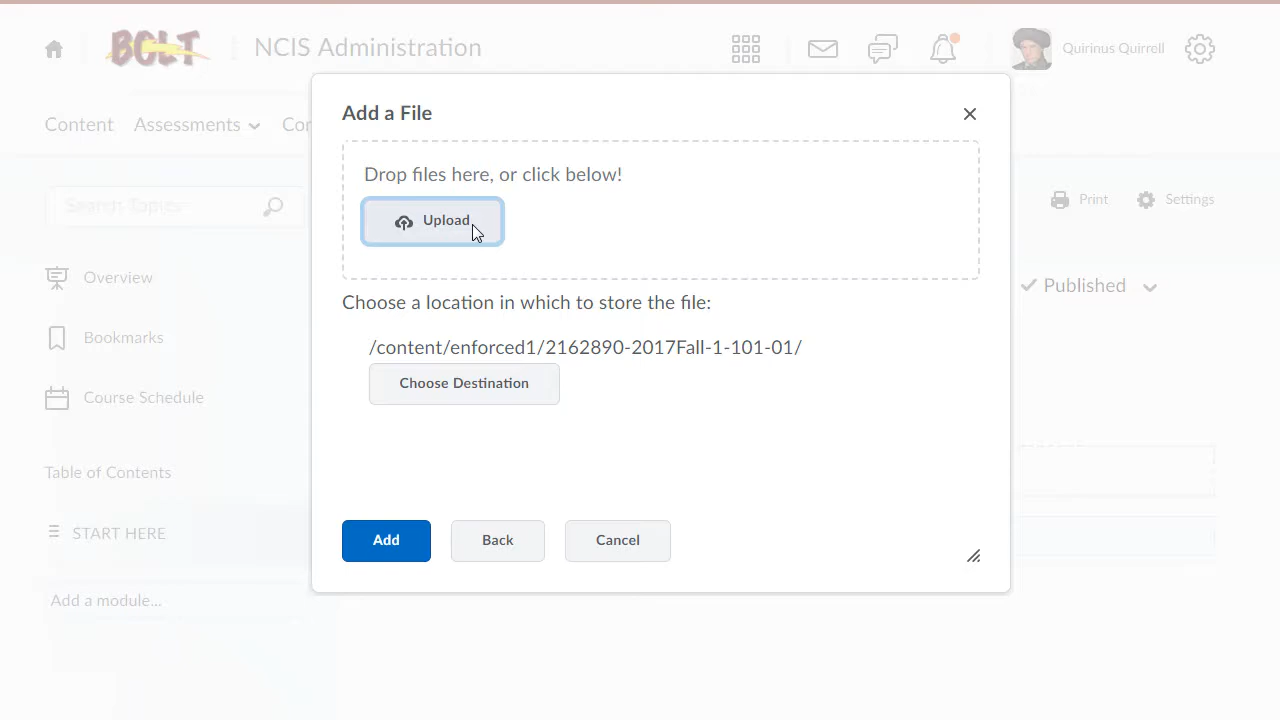 BOLT
NCIS Administration
Quirinus Quirrell
Content
Assessments
Add a File
Drop files here, or click below!
Upload
Search Topics
Print
Settings
Overview
Choose a location in which to store the file:
Published
Bookmarks
/content/enforced1/2162890-2017Fall-1-101-01/
Choose Destination
Course Schedule
Table of Contents
START HERE
Add
Back
Cancel
Add a module...